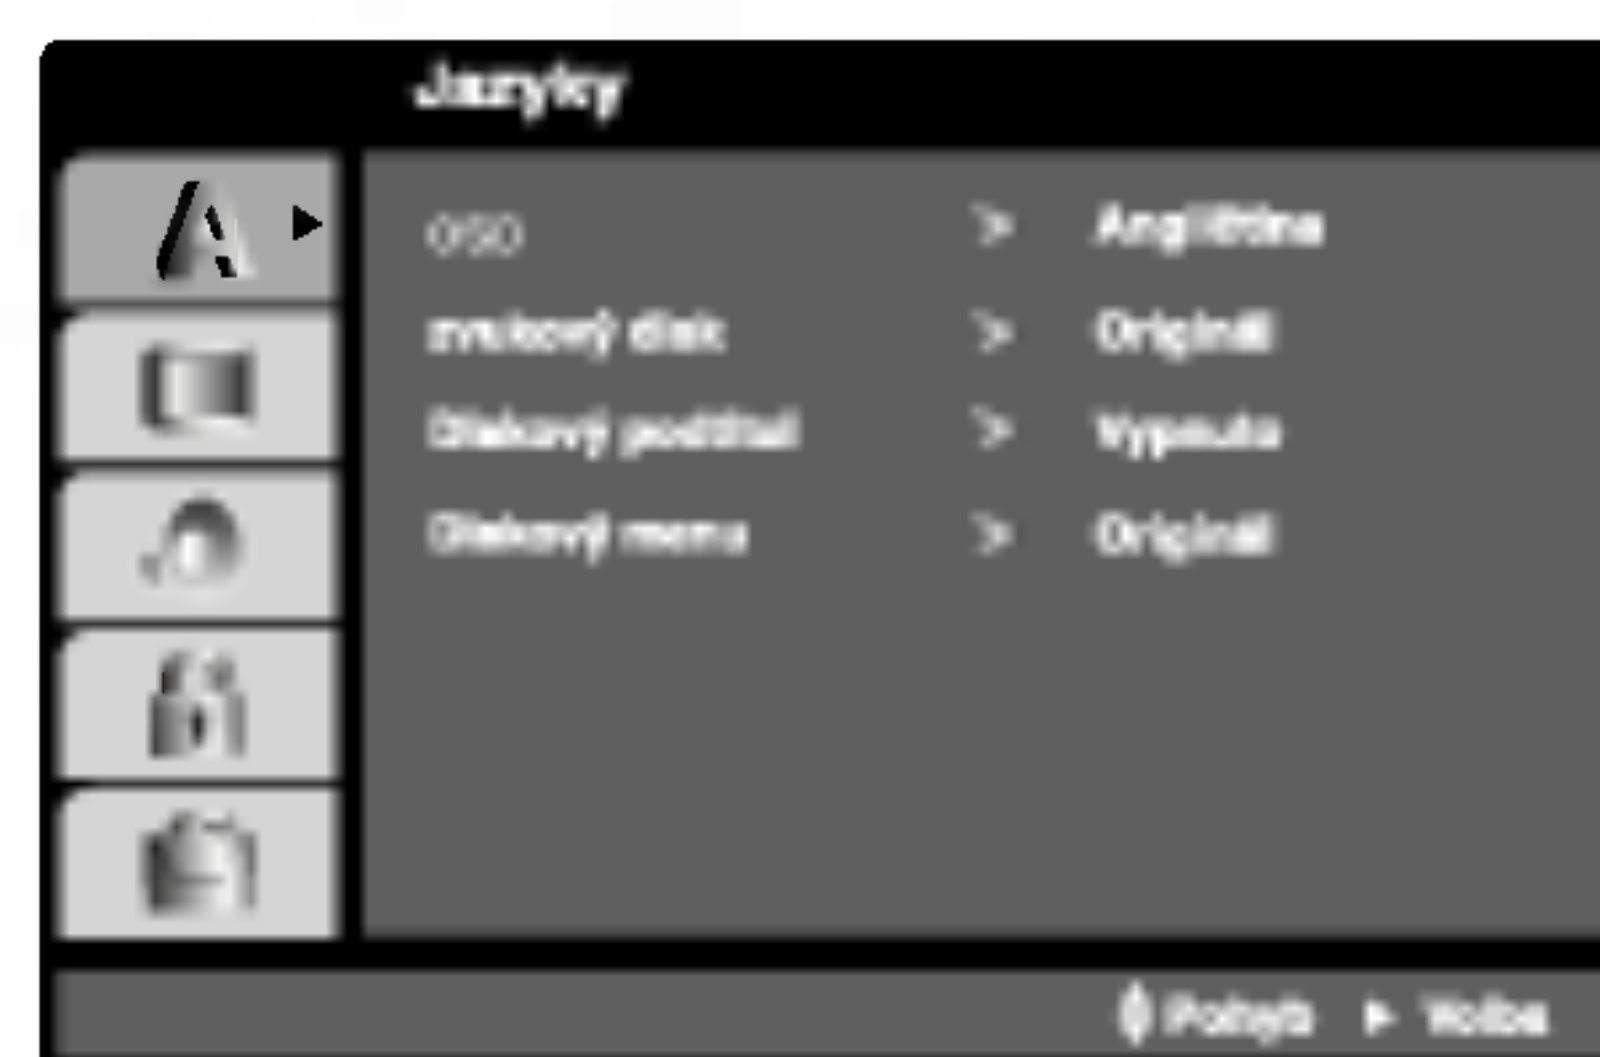 Jazyky
OSD > Angličtina
zvukový disk > Originál
Diskový podtitul > Vypnuto
Diskový menu > Originál
Pohyb Volba